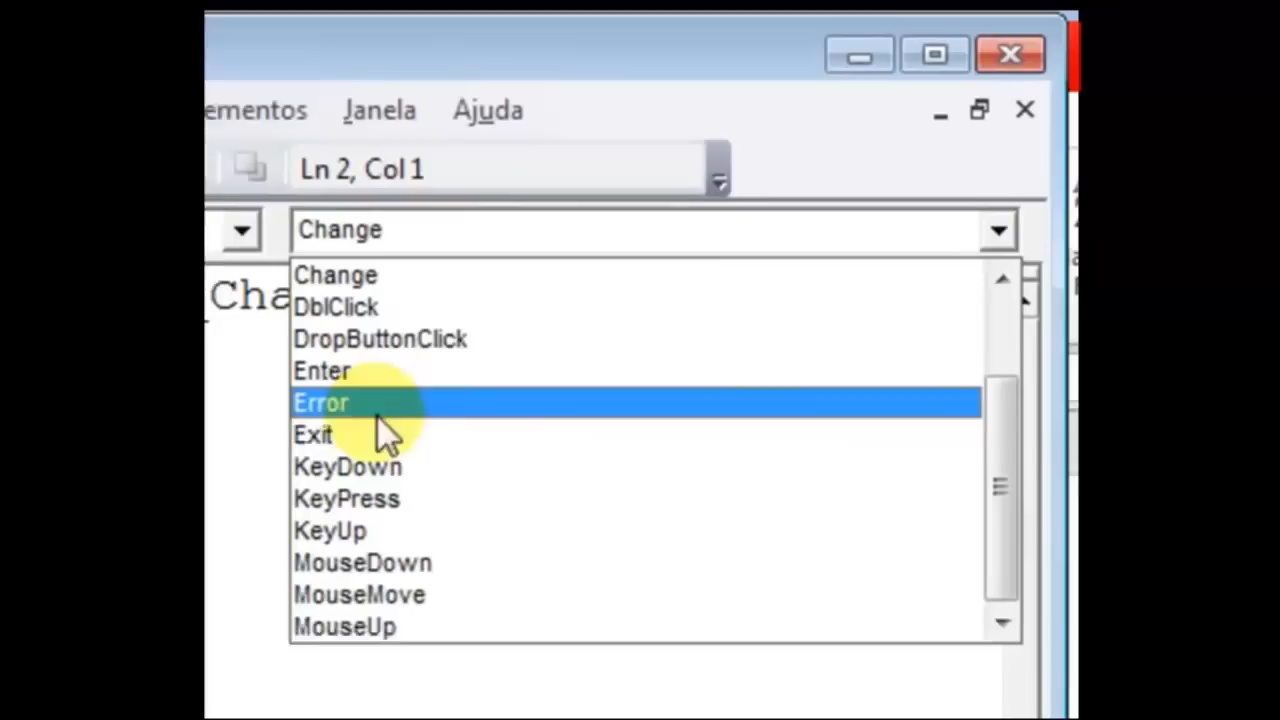 ementos Janela Ajuda
Ln 2, Col 1
Change
_Cha
Change
DblClick
DropButtonClick
Enter
Error
Exit
KeyDown
KeyPress
KeyUp
MouseDown
MouseMove
MouseUp